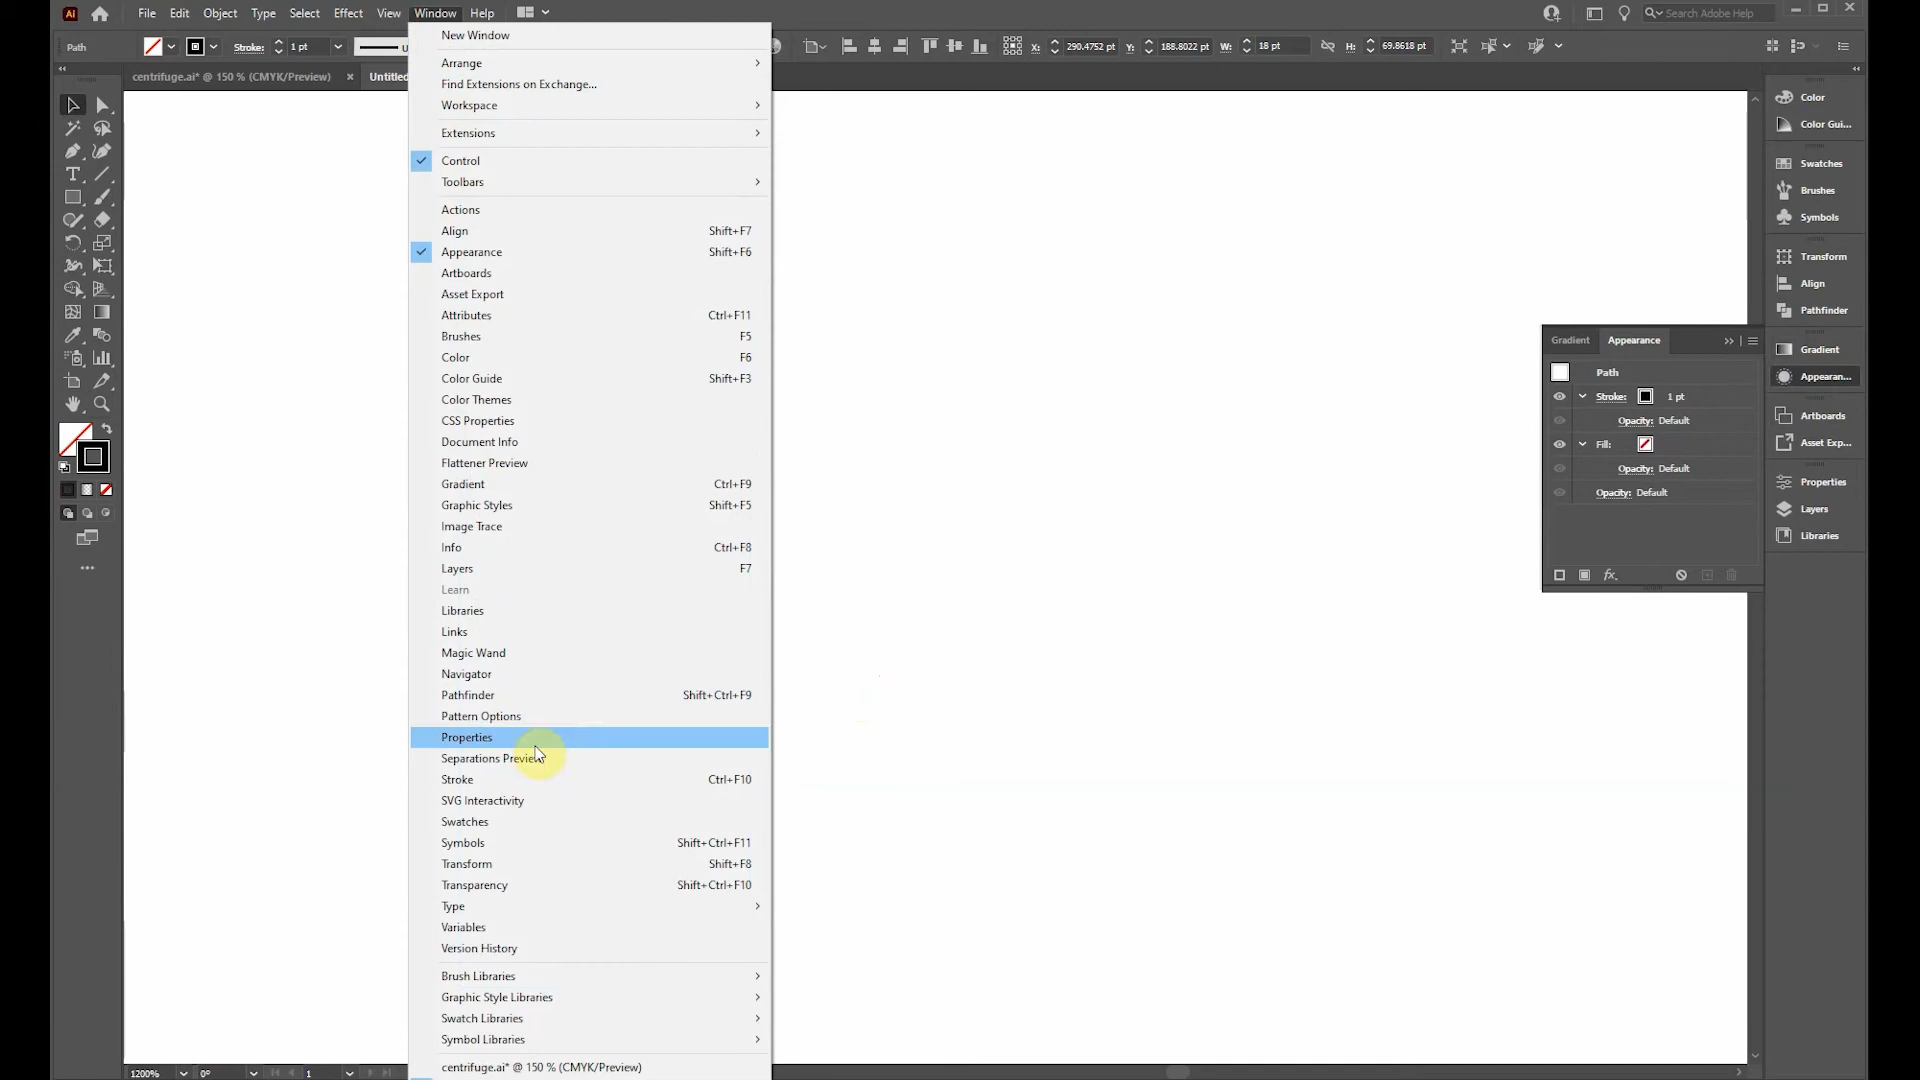 Ai File Edit Object Type Select Effect View Window Help
Search Adobe Help
Path Stroke: 1 pt X: 290.4752 pt Y: 188.8022 pt W: 18 pt H: 69.8618 pt
centrifuge.ai* @ 150 % (CMYK/Preview) ×
New Window
Arrange
Find Extensions on Exchange...
Workspace
Extensions
Control
Toolbars
Actions
Align Shift+F7
Appearance Shift+F6
Artboards
Asset Export
Attributes Ctrl+F11
Brushes F5
Color F6
Color Guide Shift+F3
Color Themes
CSS Properties
Document Info
Flattener Preview
Gradient Ctrl+F9
Graphic Styles Shift+F5
Image Trace
Info Ctrl+F8
Layers F7
Learn
Libraries
Links
Magic Wand
Navigator
Pathfinder Shift+Ctrl+F9
Pattern Options
Properties
Separations Preview
Stroke Ctrl+F10
SVG Interactivity
Swatches
Symbols Shift+Ctrl+F11
Transform Shift+F8
Transparency Shift+Ctrl+F10
Type
Variables
Version History
Brush Libraries
Graphic Style Libraries
Swatch Libraries
Symbol Libraries
centrifuge.ai* @ 150 % (CMYK/Preview)
Gradient Appearance
Path
Stroke: 1 pt
Opacity: Default
Fill:
Opacity: Default
Opacity: Default
fx.
Color
Color Gui...
Swatches
Brushes
Symbols
Transform
Align
Pathfinder
Gradient
Appearan...
Artboards
Asset Exp...
Properties
Layers
Libraries
1200% 0° 1